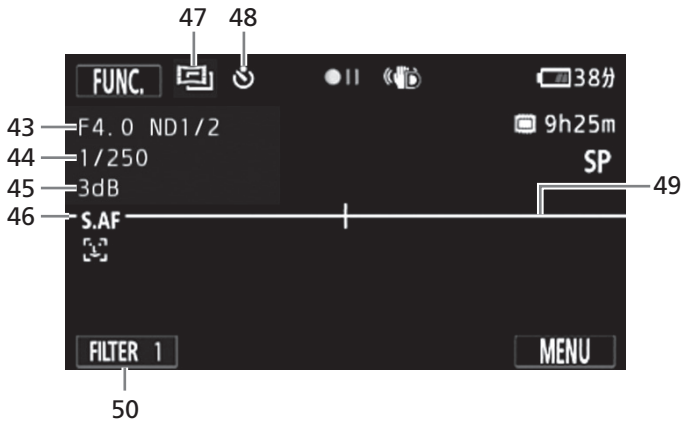 47 48
FUNC. 38分
43 F4.0 ND1/2 9h25m
44 1/250 SP
45 3dB 49
46 S.AF
FILTER 1 MENU
50